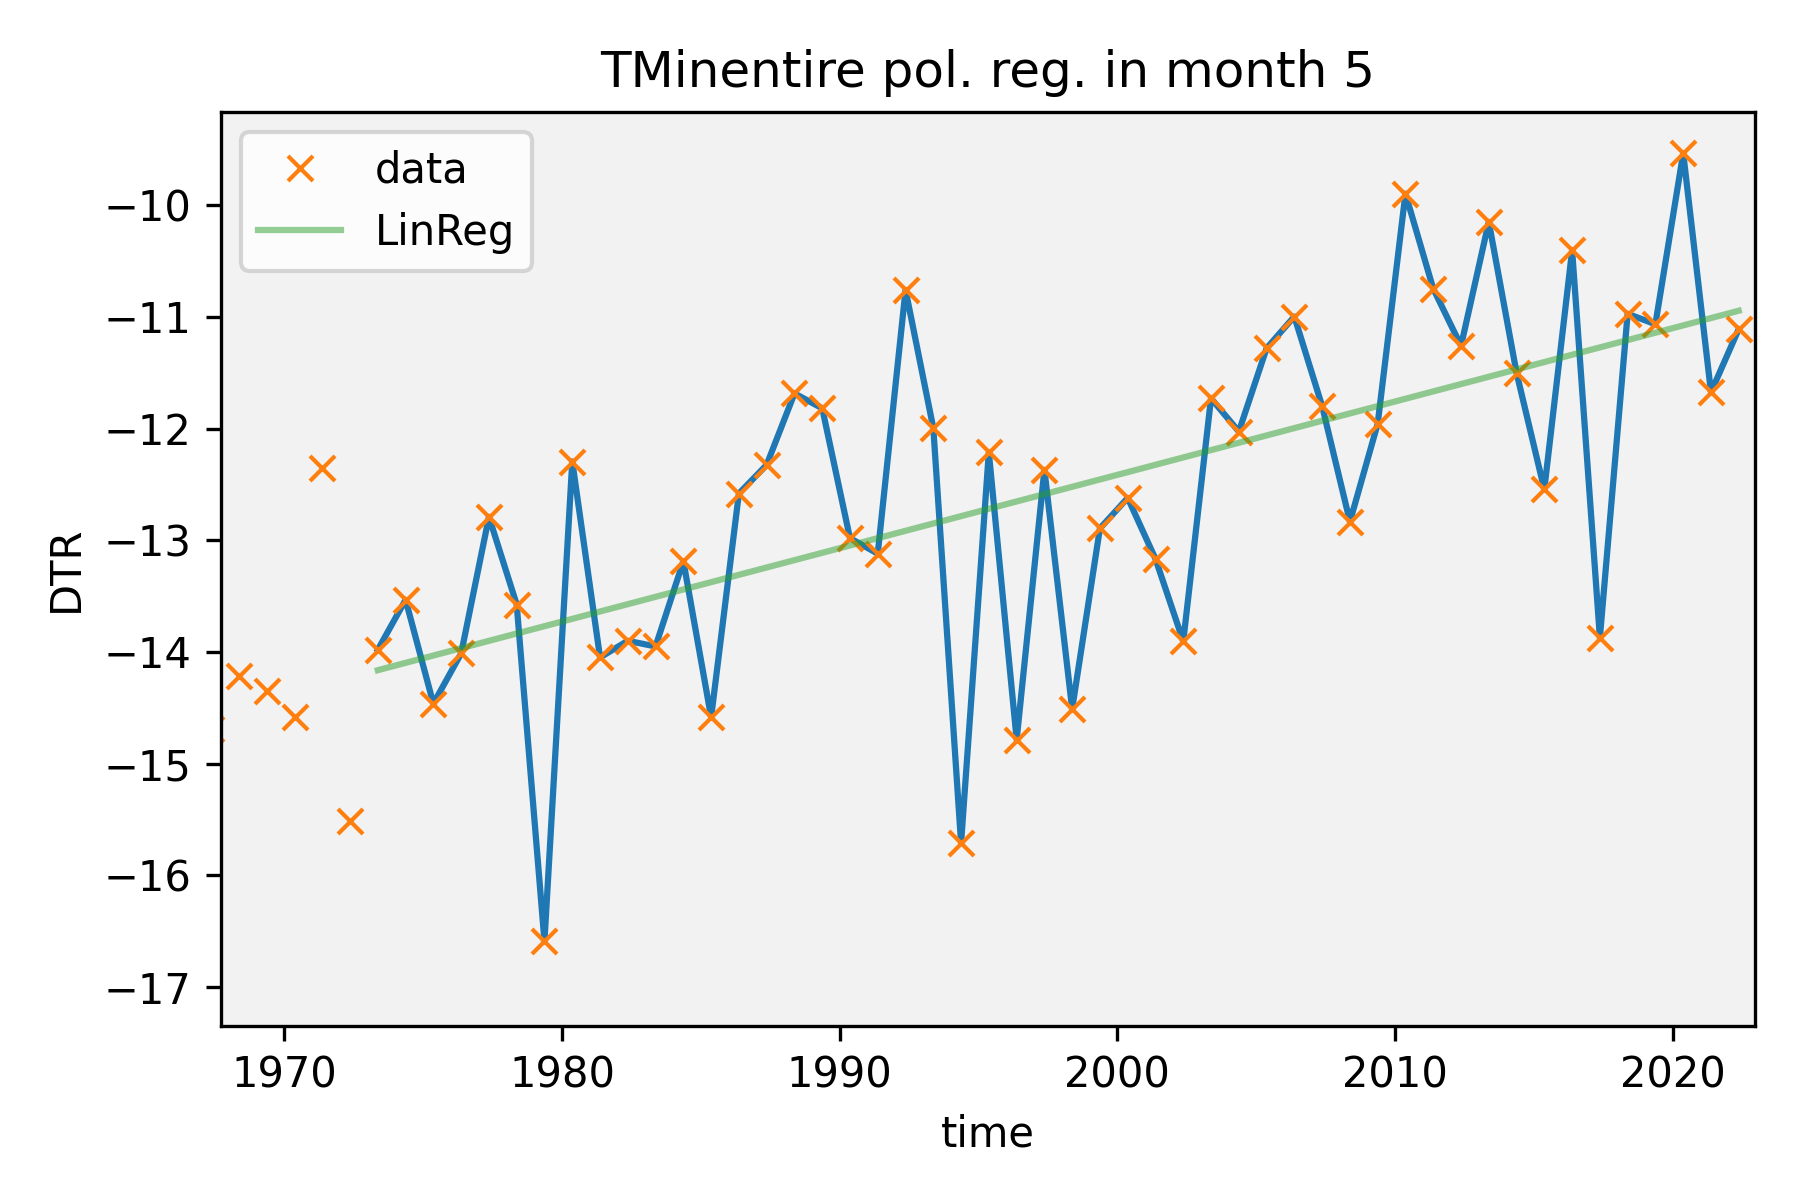 TMinentire pol. reg. in month 5
data
LinReg
−10
−11
−12
−13
−14
−15
−16
−17
DTR
1970 1980 1990 2000 2010 2020
time